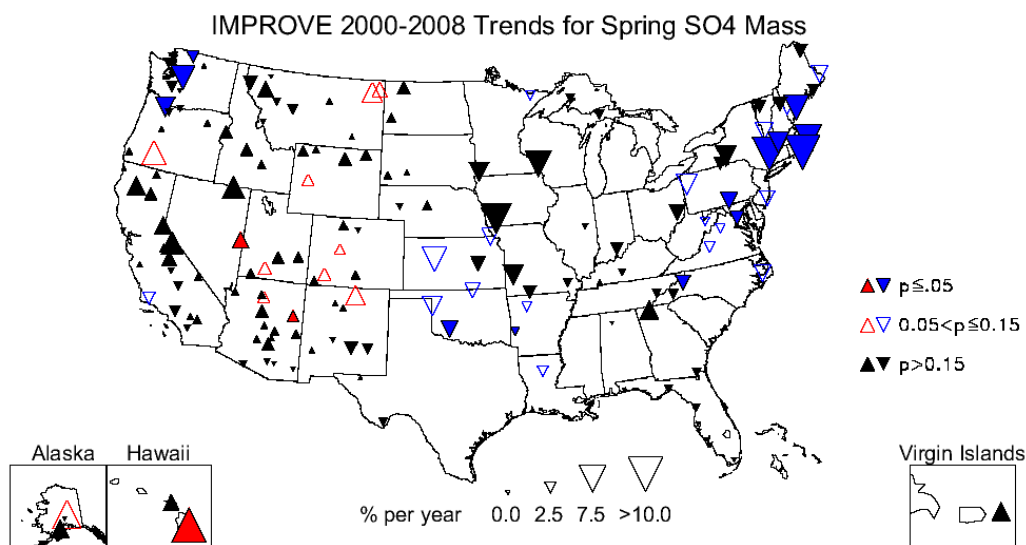 IMPROVE 2000-2008 Trends for Spring SO4 Mass
p≦.05
0.05<p≦0.15
p>0.15
Alaska Hawaii
Virgin Islands
% per year 0.0 2.5 7.5 >10.0